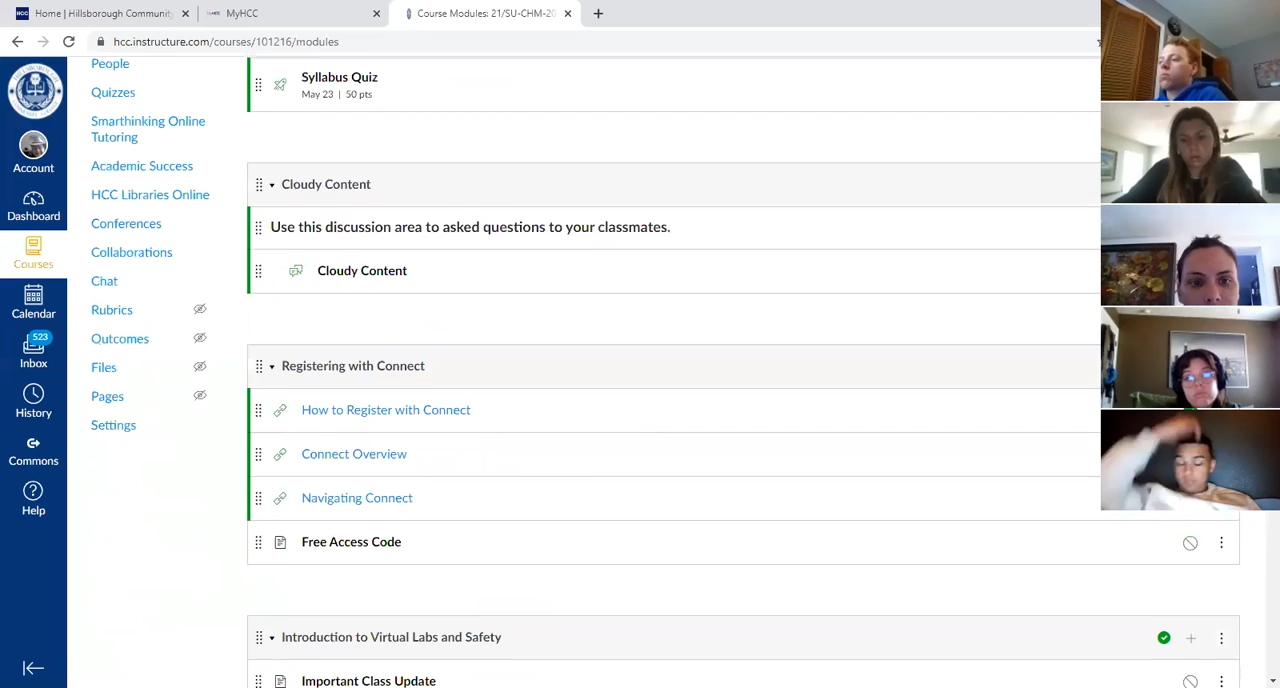 Home | Hillsborough Community
MyHCC
Course Modules: 21/SU-CHM-20
hcc.instructure.com/courses/101216/modules
Account
Dashboard
Courses
Calendar
523
Inbox
History
Commons
Help
People
Quizzes
Smarthinking Online
Tutoring
Academic Success
HCC Libraries Online
Conferences
Collaborations
Chat
Rubrics
Outcomes
Files
Pages
Settings
Syllabus Quiz
May 23 | 50 pts
Cloudy Content
Use this discussion area to asked questions to your classmates.
Cloudy Content
Registering with Connect
How to Register with Connect
Connect Overview
Navigating Connect
Free Access Code
Introduction to Virtual Labs and Safety
Important Class Update